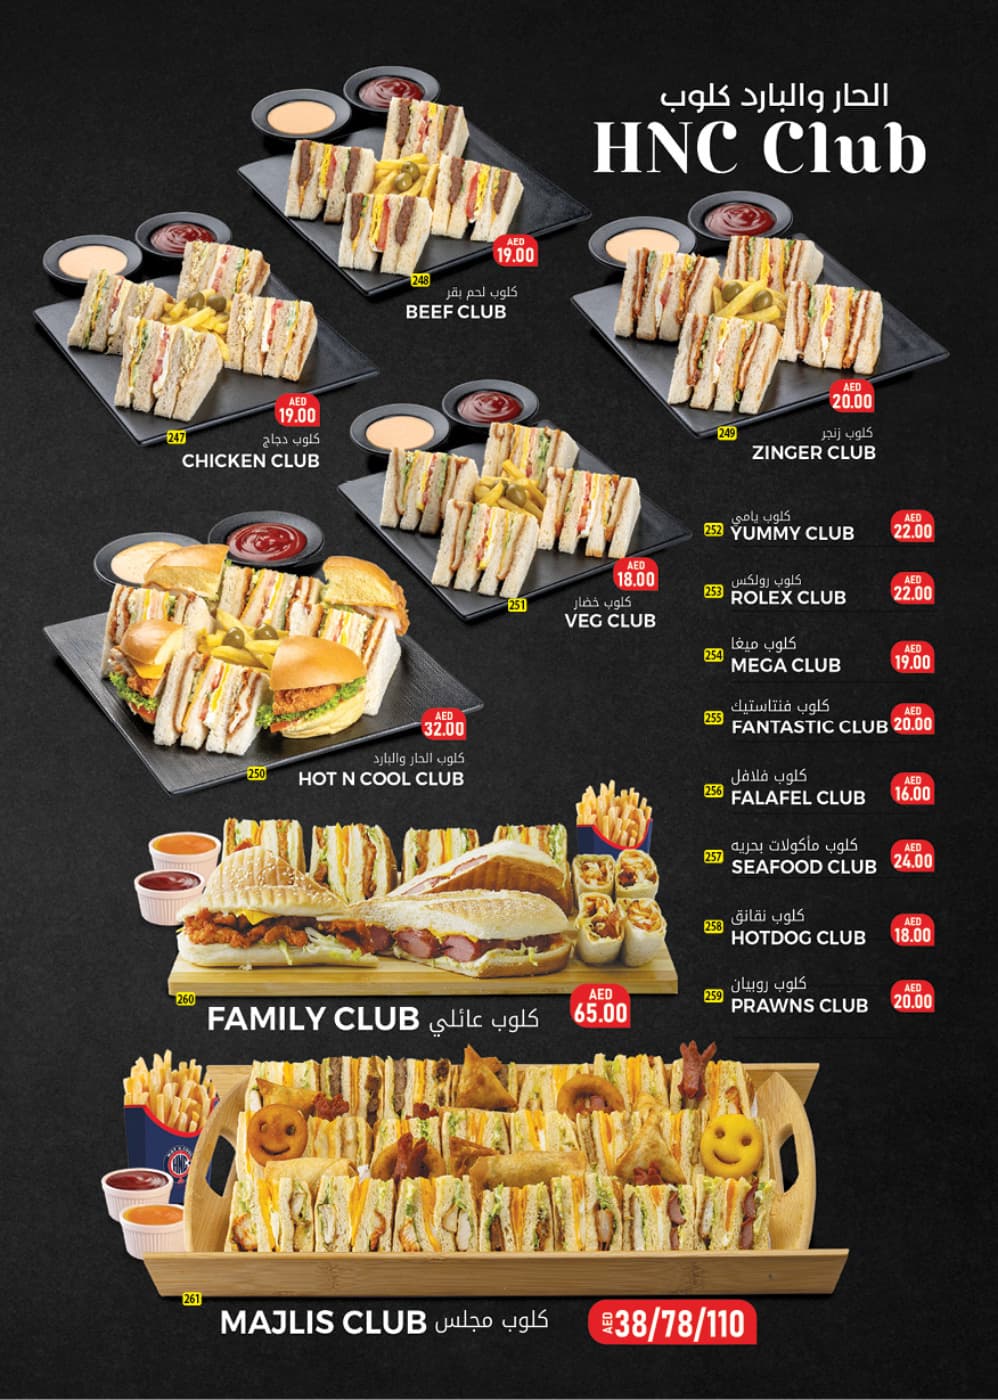 الحار والبارد كلوب
HNC Club
AED
19.00
248
كلوب لحم بقر
BEEF CLUB
AED
19.00
247
كلوب دجاج
CHICKEN CLUB
AED
20.00
249
كلوب زنجر
ZINGER CLUB
AED
18.00
251
كلوب خضار
VEG CLUB
AED
32.00
250
كلوب الحار والبارد
HOT N COOL CLUB
252
كلوب يامي
YUMMY CLUB
AED
22.00
253
كلوب رولكس
ROLEX CLUB
AED
22.00
254
كلوب ميغا
MEGA CLUB
AED
19.00
255
كلوب فنتاستيك
FANTASTIC CLUB
AED
20.00
256
كلوب فلافل
FALAFEL CLUB
AED
16.00
257
كلوب مأكولات بحريه
SEAFOOD CLUB
AED
24.00
258
كلوب نقانق
HOTDOG CLUB
AED
18.00
259
كلوب روبيان
PRAWNS CLUB
AED
20.00
260
FAMILY CLUB كلوب عائلي
AED
65.00
HNC
261
MAJLIS CLUB كلوب مجلس
AED 38/78/110